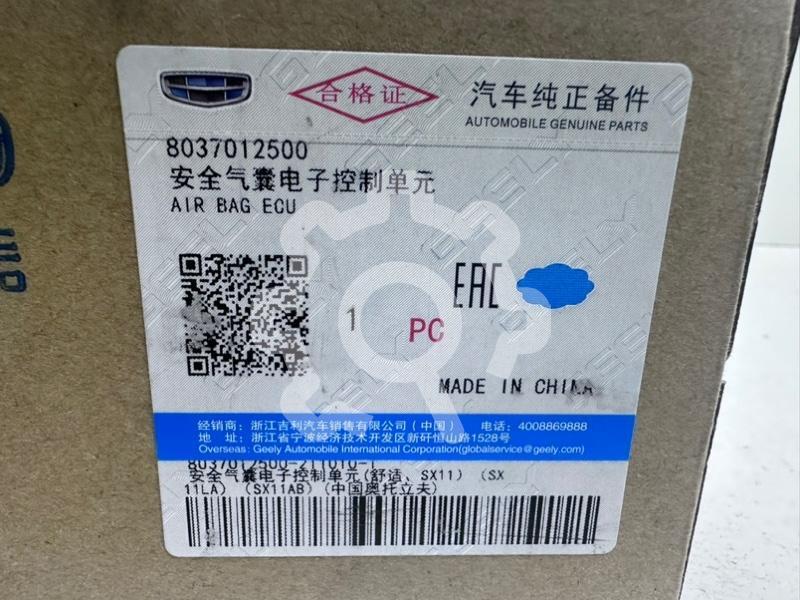 合格证
汽车纯正备件
AUTOMOBILE GENUINE PARTS
8037012500
安全气囊电子控制单元
AIR BAG ECU
EAC
1
PC
MADE IN CHINA
经销商：浙江吉利汽车销售有限公司（中国） 电话：4008869888
地 址：浙江省宁波经济技术开发区新矸恒山路1528号
Overseas: Geely Automobile International Corporation(globalservice@geely.com)
8037012500-211010-1
安全气囊电子控制单元(舒适、SX11) (SX
11LA) (SX11AB)(中国奥托立夫)